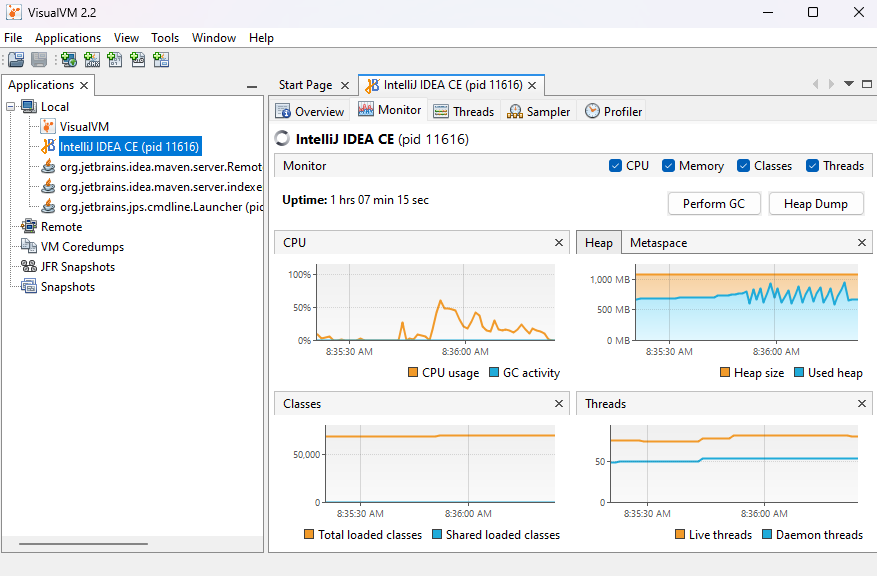 VisualVM 2.2
File Applications View Tools Window Help
Applications
Start Page IntelliJ IDEA CE (pid 11616)
Local
VisualVM
IntelliJ IDEA CE (pid 11616)
org.jetbrains.idea.maven.server.Remot
org.jetbrains.idea.maven.server.indexe
org.jetbrains.jps.cmdline.Launcher (pid
Remote
VM Coredumps
JFR Snapshots
Snapshots
Overview Monitor Threads Sampler Profiler
IntelliJ IDEA CE (pid 11616)
Monitor CPU Memory Classes Threads
Uptime: 1 hrs 07 min 15 sec
Perform GC Heap Dump
CPU
100%
50%
0%
8:35:30 AM 8:36:00 AM
CPU usage GC activity
Heap Metaspace
1,000 MB
500 MB
0 MB
8:35:30 AM 8:36:00 AM
Heap size Used heap
Classes
50,000
0
8:35:30 AM 8:36:00 AM
Total loaded classes Shared loaded classes
Threads
50
0
8:35:30 AM 8:36:00 AM
Live threads Daemon threads